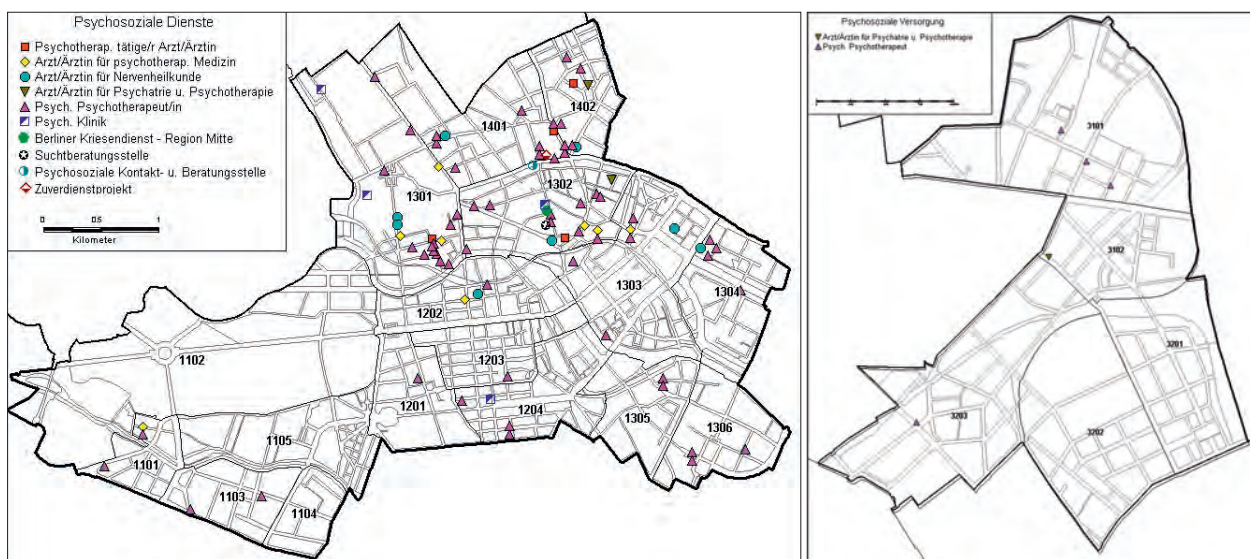 Psychosoziale Dienste
Psychotherap. tätige/r Arzt/Ärztin
Arzt/Ärztin für psychotherap. Medizin
Arzt/Ärztin für Nervenheilkunde
Arzt/Ärztin für Psychatrie u. Psychotherapie
Psych. Psychotherapeut/in
Psych. Klinik
Berliner Kriesendienst - Region Mitte
Suchtberatungsstelle
Psychosoziale Kontakt- u. Beratungsstelle
Zuverdienstprojekt
0 0.5 1
Kilometer
1402
1401
1301
1302
1303
1304
1202
1102
1203
1201
1204
1305
1306
1105
1101
1103
1104
Psychosoziale Versorgung
Arzt/Ärztin für Psychatrie u. Psychotherapie
Psych. Psychotherapeut
3101
3102
3201
3203
3202